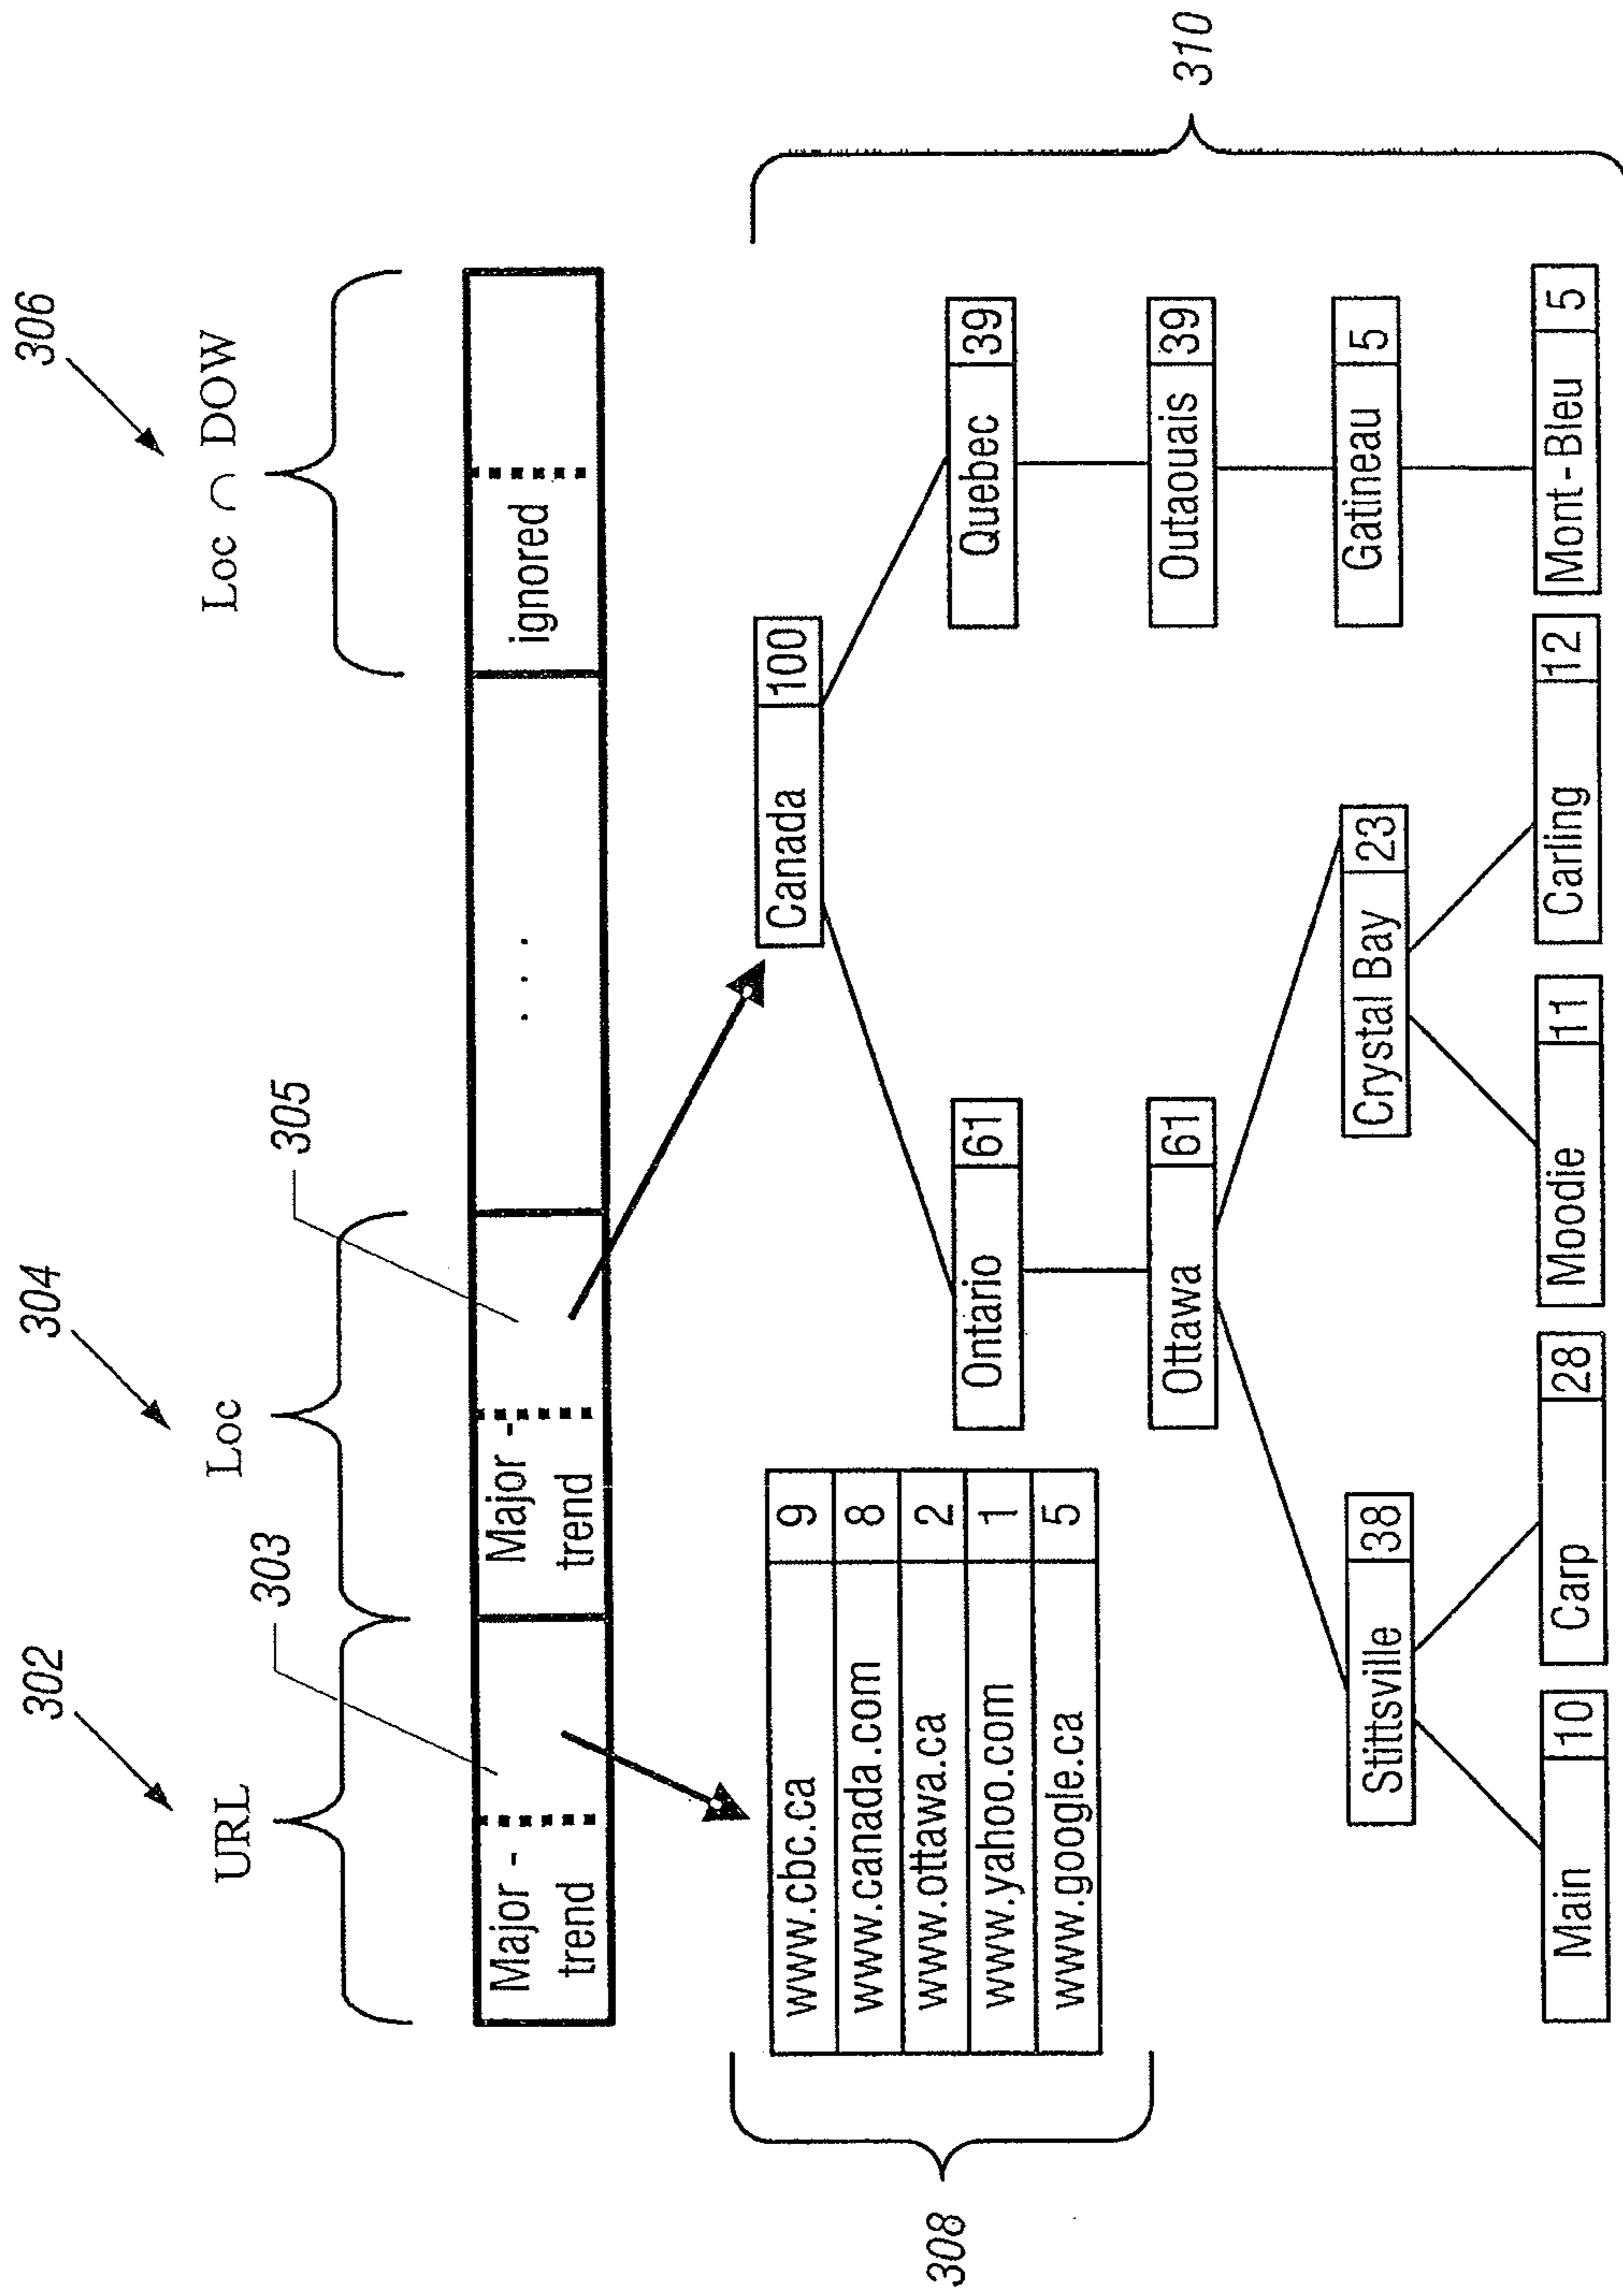 302
304
306
URL
Loc
Loc ∩ DOW
303
305
Major - trend
Major - trend
. . .
ignored
308
www.cbc.ca 9
www.canada.com 8
www.ottawa.ca 2
www.yahoo.com 1
www.google.ca 5
310
Canada 100
Ontario 61
Quebec 39
Ottawa 61
Outaouais 39
Stittsville 38
Crystal Bay 23
Gatineau 5
Main 10
Carp 28
Moodie 11
Carling 12
Mont-Bleu 5